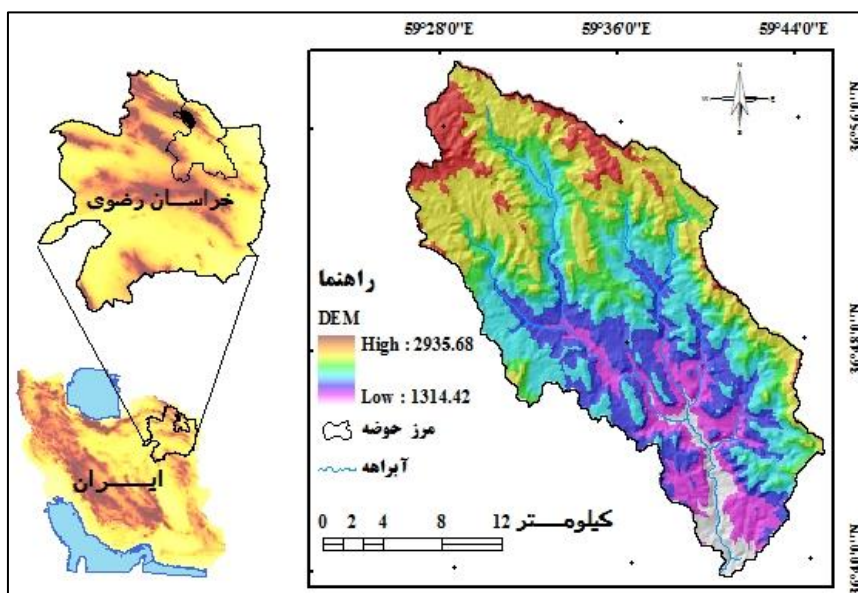 59°28'0"E 59°36'0"E 59°44'0"E
N
W E
S
خراسان رضوی
ایران
راهنما
DEM
High : 2935.68
Low : 1314.42
مرز حوضه
آبراهه
کیلومتر
0 2 4 8 12